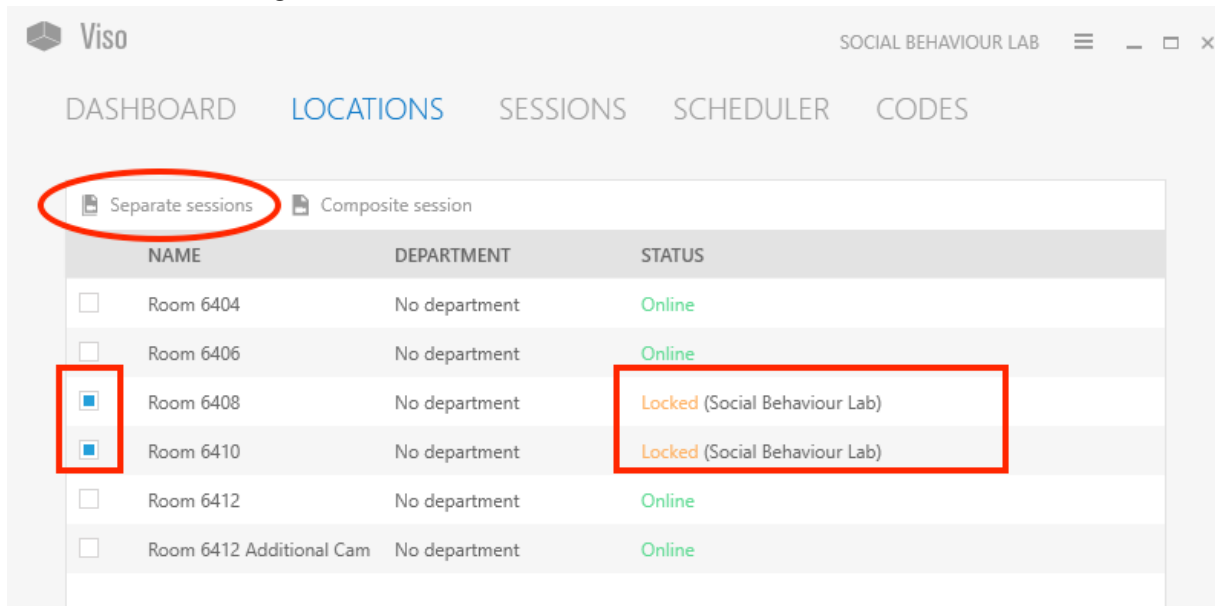 Viso SOCIAL BEHAVIOUR LAB
DASHBOARD LOCATIONS SESSIONS SCHEDULER CODES
Separate sessions Composite session
NAME DEPARTMENT STATUS
Room 6404 No department Online
Room 6406 No department Online
Room 6408 No department Locked (Social Behaviour Lab)
Room 6410 No department Locked (Social Behaviour Lab)
Room 6412 No department Online
Room 6412 Additional Cam No department Online